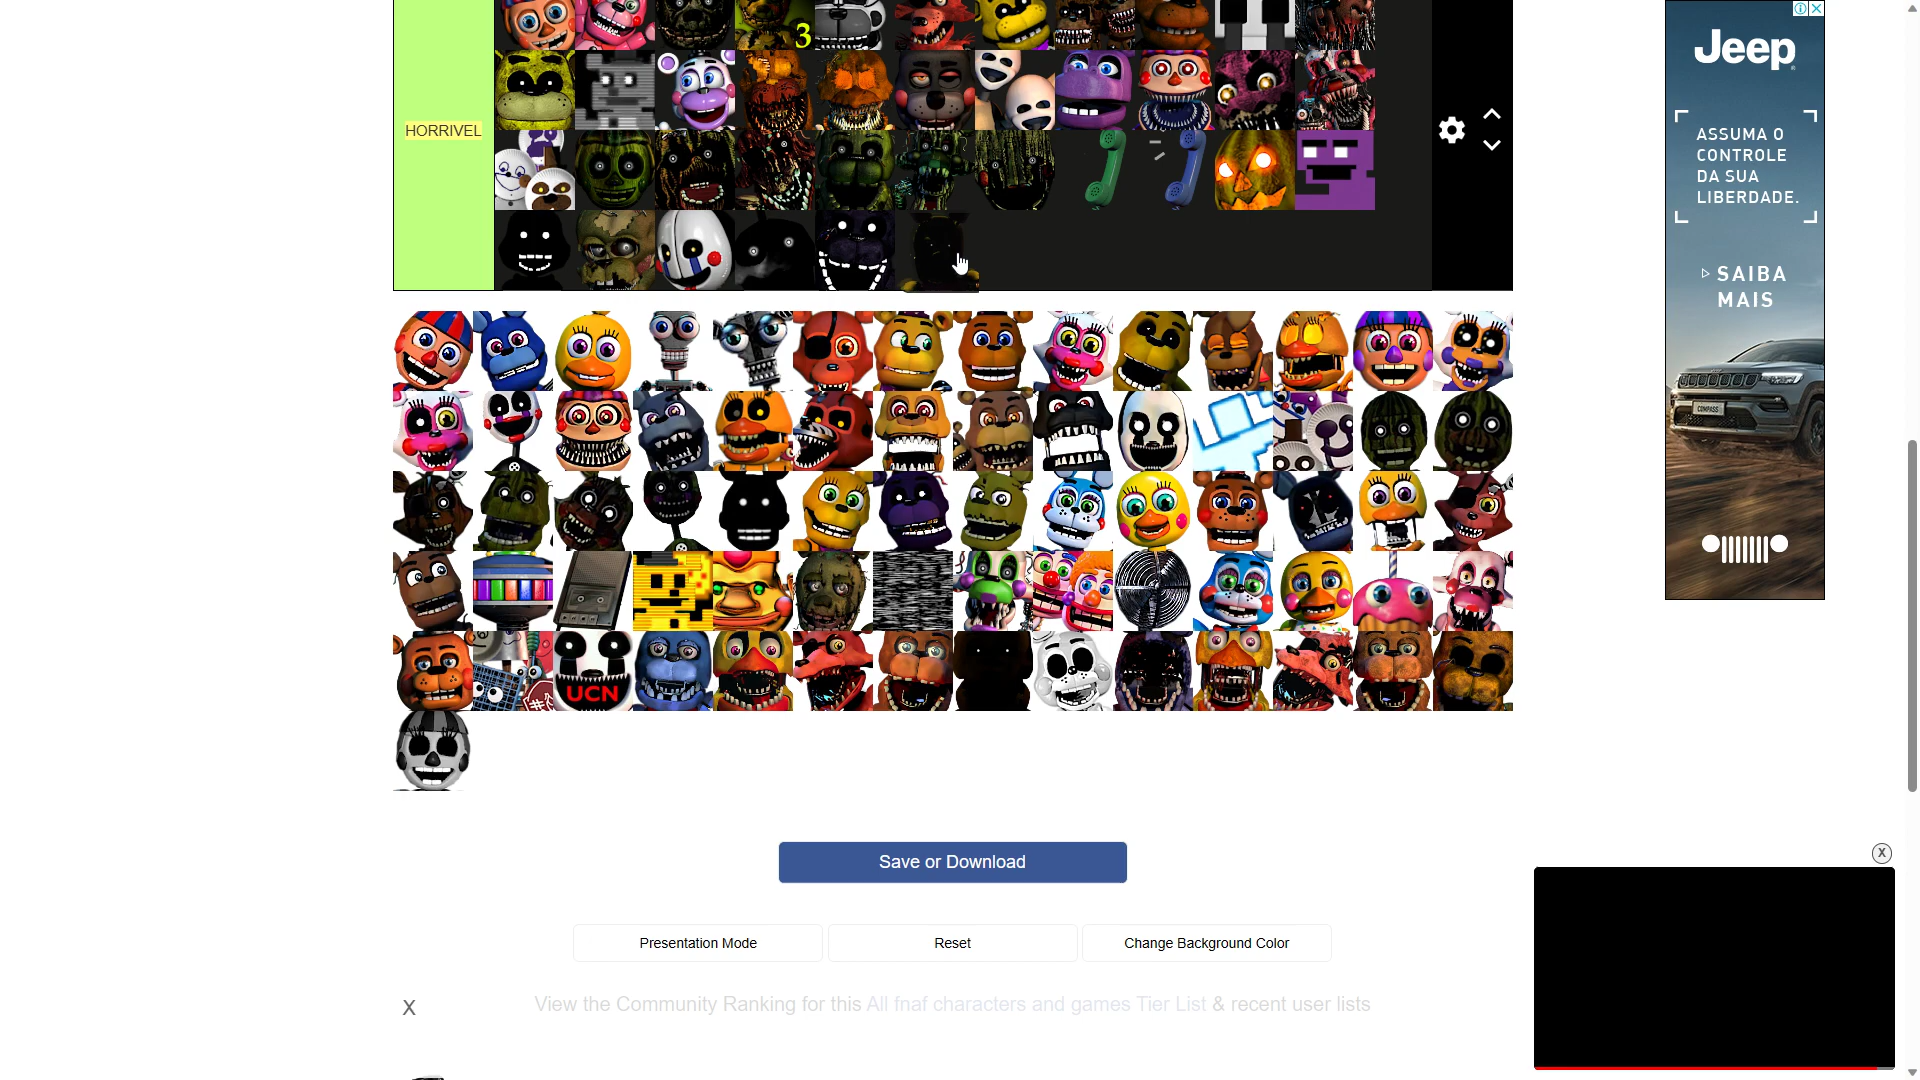 3
HORRIVEL
Jeep
ASSUMA O
CONTROLE
DA SUA
LIBERDADE.
SAIBA
MAIS
COMPASS
UCN
Save or Download
X
Presentation Mode
Reset
Change Background Color
X
View the Community Ranking for this All fnaf characters and games Tier List & recent user lists